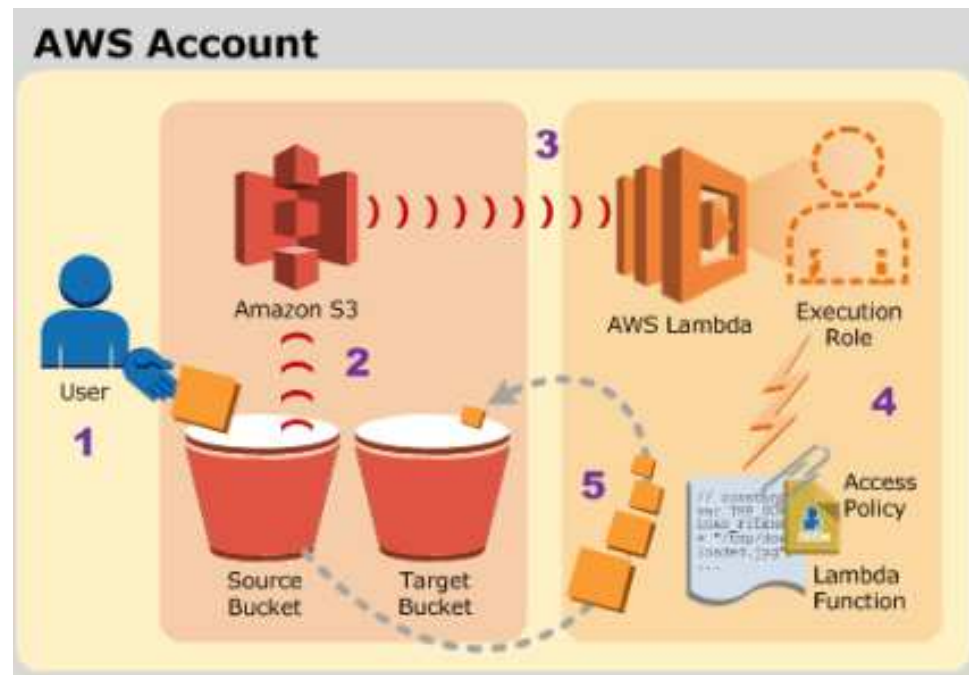 AWS Account
3
Amazon S3
AWS Lambda
Execution
Role
User
1
2
4
5
Access
Policy
Source
Bucket
Target
Bucket
Lambda
Function
...